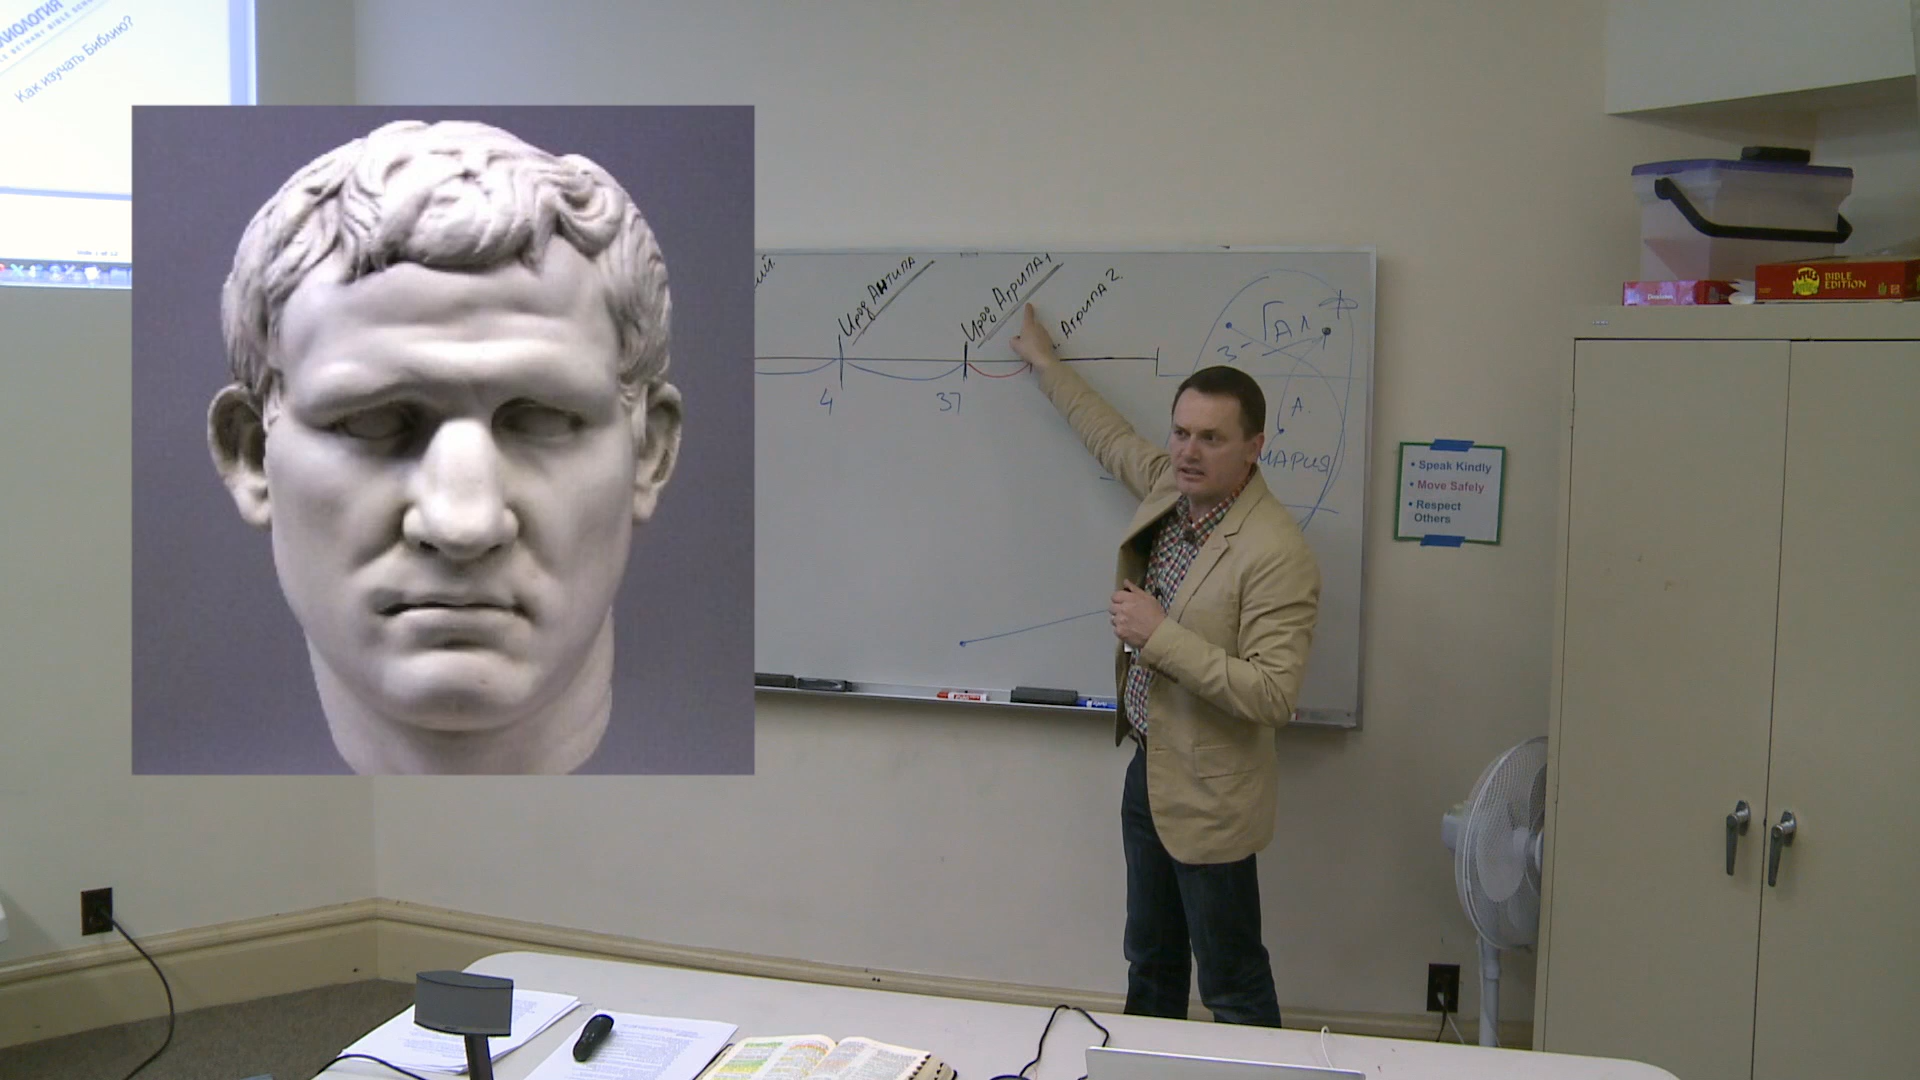 Как изучать Библию?
Ирод Антипа
Ирод Агрипа 1
Агрипа 2.
4
37
ГАЛ
А.
• Speak Kindly
• Move Safely
• Respect
Others
BIBLE
EDITION